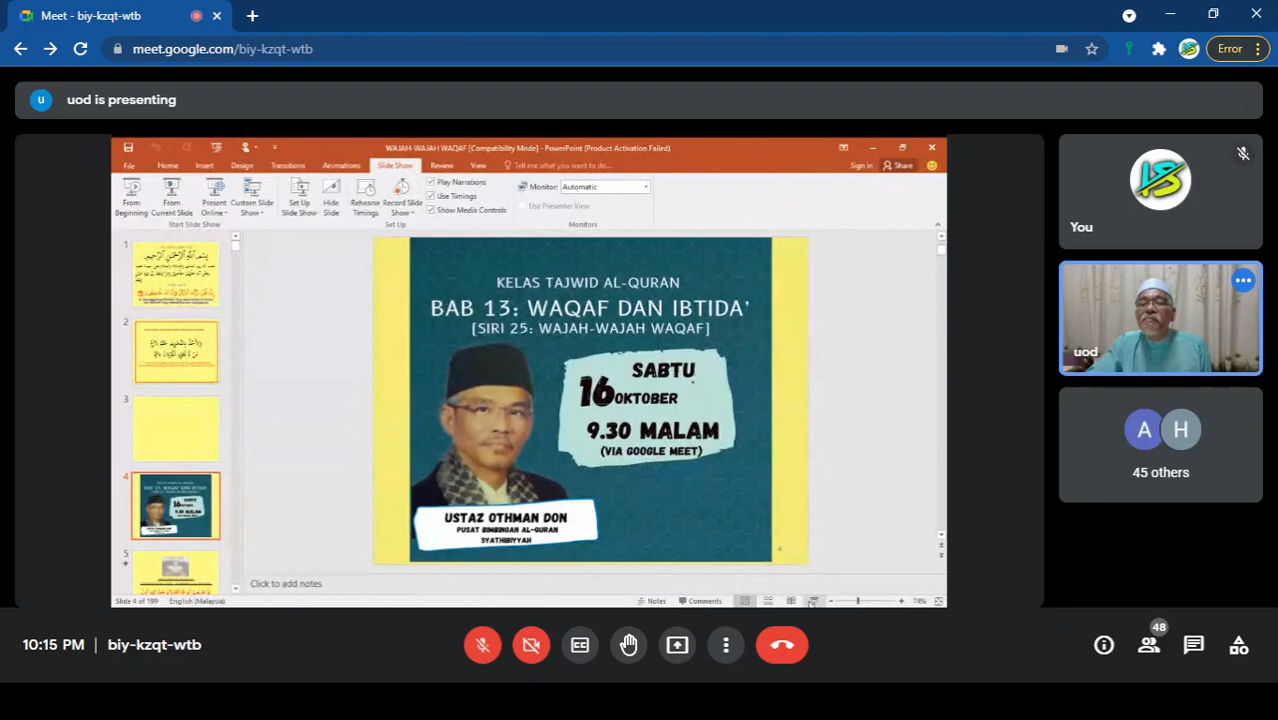 Meet - biy-kzqt-wtb
meet.google.com/biy-kzqt-wtb
Error
u
uod is presenting
WAJAH-WAJAH WAQAF [Compatibility Mode] - PowerPoint (Product Activation Failed)
File Home Insert Design Transitions Animations Slide Show Review View Tell me what you want to do... Sign in Share
From Beginning
From Current Slide
Present Online
Custom Slide Show
Set Up Slide Show
Hide Slide
Rehearse Timings
Record Slide Show
Play Narrations
Use Timings
Show Media Controls
Monitor: Automatic
Use Presenter View
Start Slide Show
Set Up
Monitors
1
2
3
4
5
KELAS TAJWID AL-QURAN
BAB 13: WAQAF DAN IBTIDA'
[SIRI 25: WAJAH-WAJAH WAQAF]
SABTU
16 OKTOBER
9.30 MALAM
(VIA GOOGLE MEET)
USTAZ OTHMAN DON
PUSAT BIMBINGAN AL-QURAN
SYATHIBIYYAH
4
Click to add notes
Slide 4 of 199 English (Malaysia) Notes Comments 74%
You
uod
A H
45 others
10:15 PM biy-kzqt-wtb
48